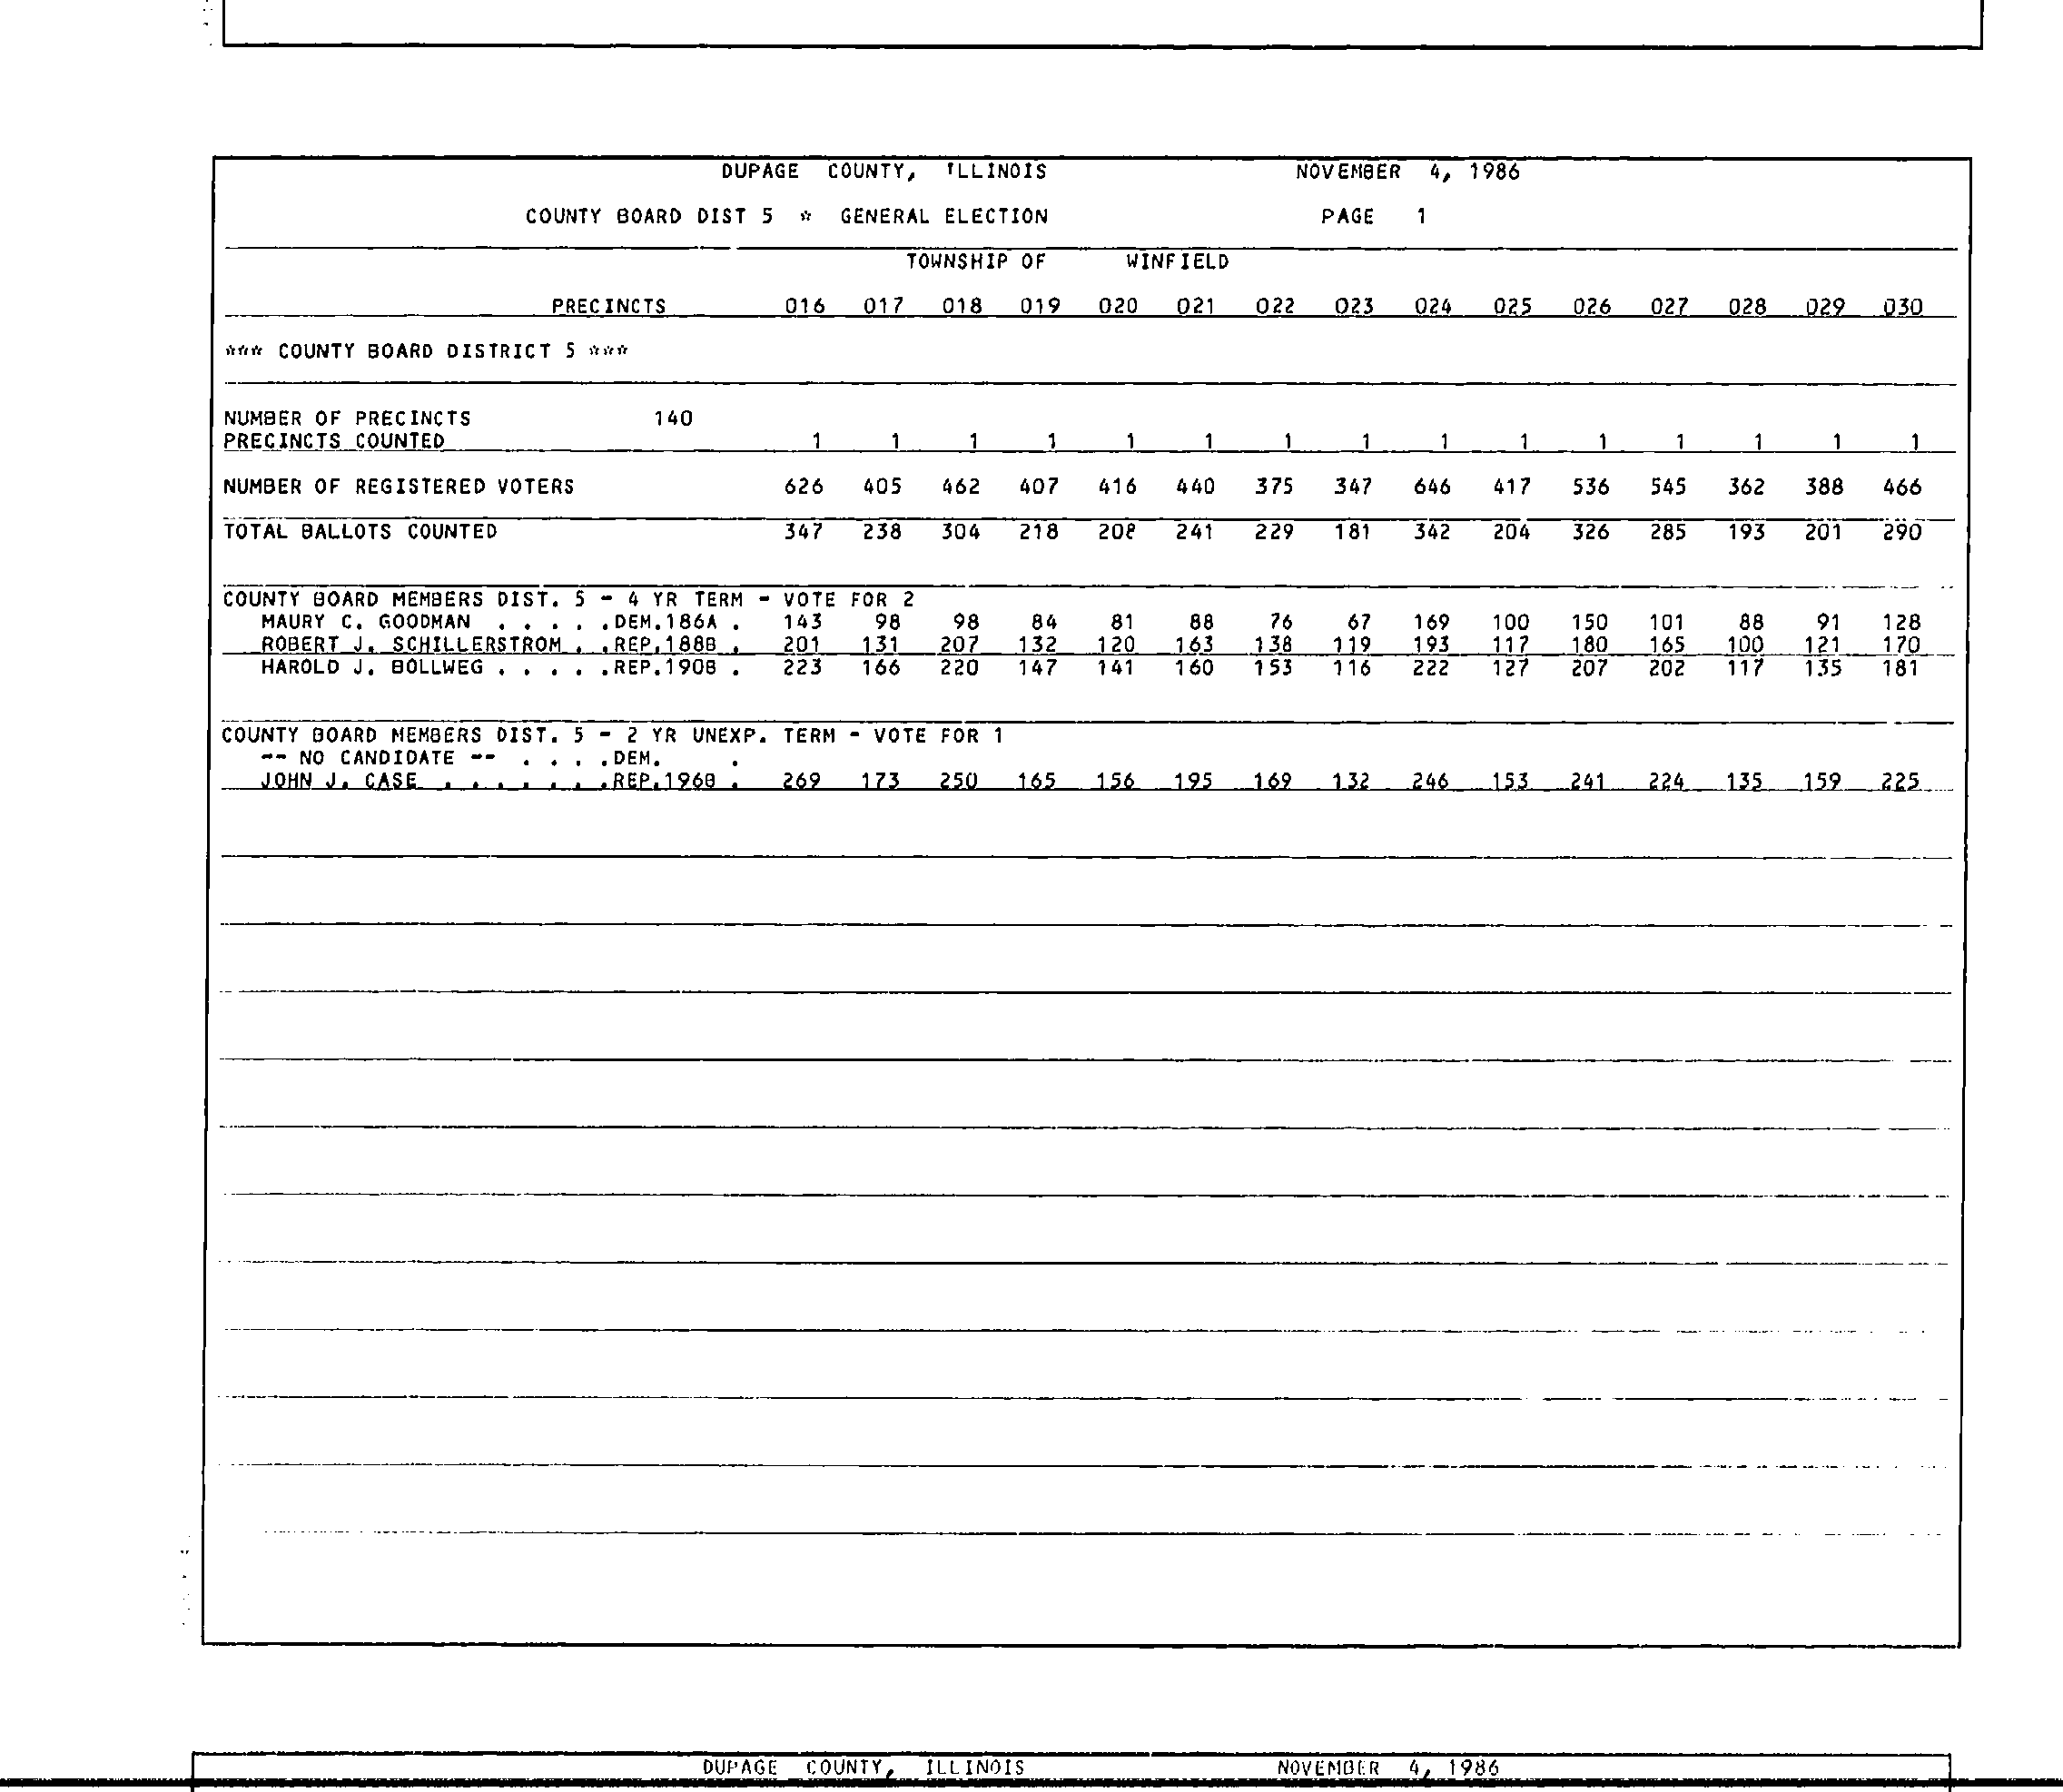 DUPAGE COUNTY, ILLINOIS NOVEMBER 4, 1986
COUNTY BOARD DIST 5 * GENERAL ELECTION PAGE 1
TOWNSHIP OF WINFIELD
PRECINCTS 016 017 018 019 020 021 022 023 024 025 026 027 028 029 030
*** COUNTY BOARD DISTRICT 5 ***
NUMBER OF PRECINCTS 140
PRECINCTS COUNTED 1 1 1 1 1 1 1 1 1 1 1 1 1 1 1
NUMBER OF REGISTERED VOTERS 626 405 462 407 416 440 375 347 646 417 536 545 362 388 466
TOTAL BALLOTS COUNTED 347 238 304 218 208 241 229 181 342 204 326 285 193 201 290
COUNTY BOARD MEMBERS DIST. 5 - 4 YR TERM - VOTE FOR 2
MAURY C. GOODMAN . . . . . .DEM.186A . 143 98 98 84 81 88 76 67 169 100 150 101 88 91 128
ROBERT J. SCHILLERSTROM . .REP.188B . 201 131 207 132 120 163 138 119 193 117 180 165 100 121 170
HAROLD J. BOLLWEG . . . . .REP.190B . 223 166 220 147 141 160 153 116 222 127 207 202 117 135 181
COUNTY BOARD MEMBERS DIST. 5 - 2 YR UNEXP. TERM - VOTE FOR 1
-- NO CANDIDATE -- . . . .DEM. .
JOHN J. CASE . . . . . . .REP.196B . 269 173 250 165 156 195 169 132 246 153 241 224 135 159 225
DUPAGE COUNTY, ILLINOIS NOVEMBER 4, 1986